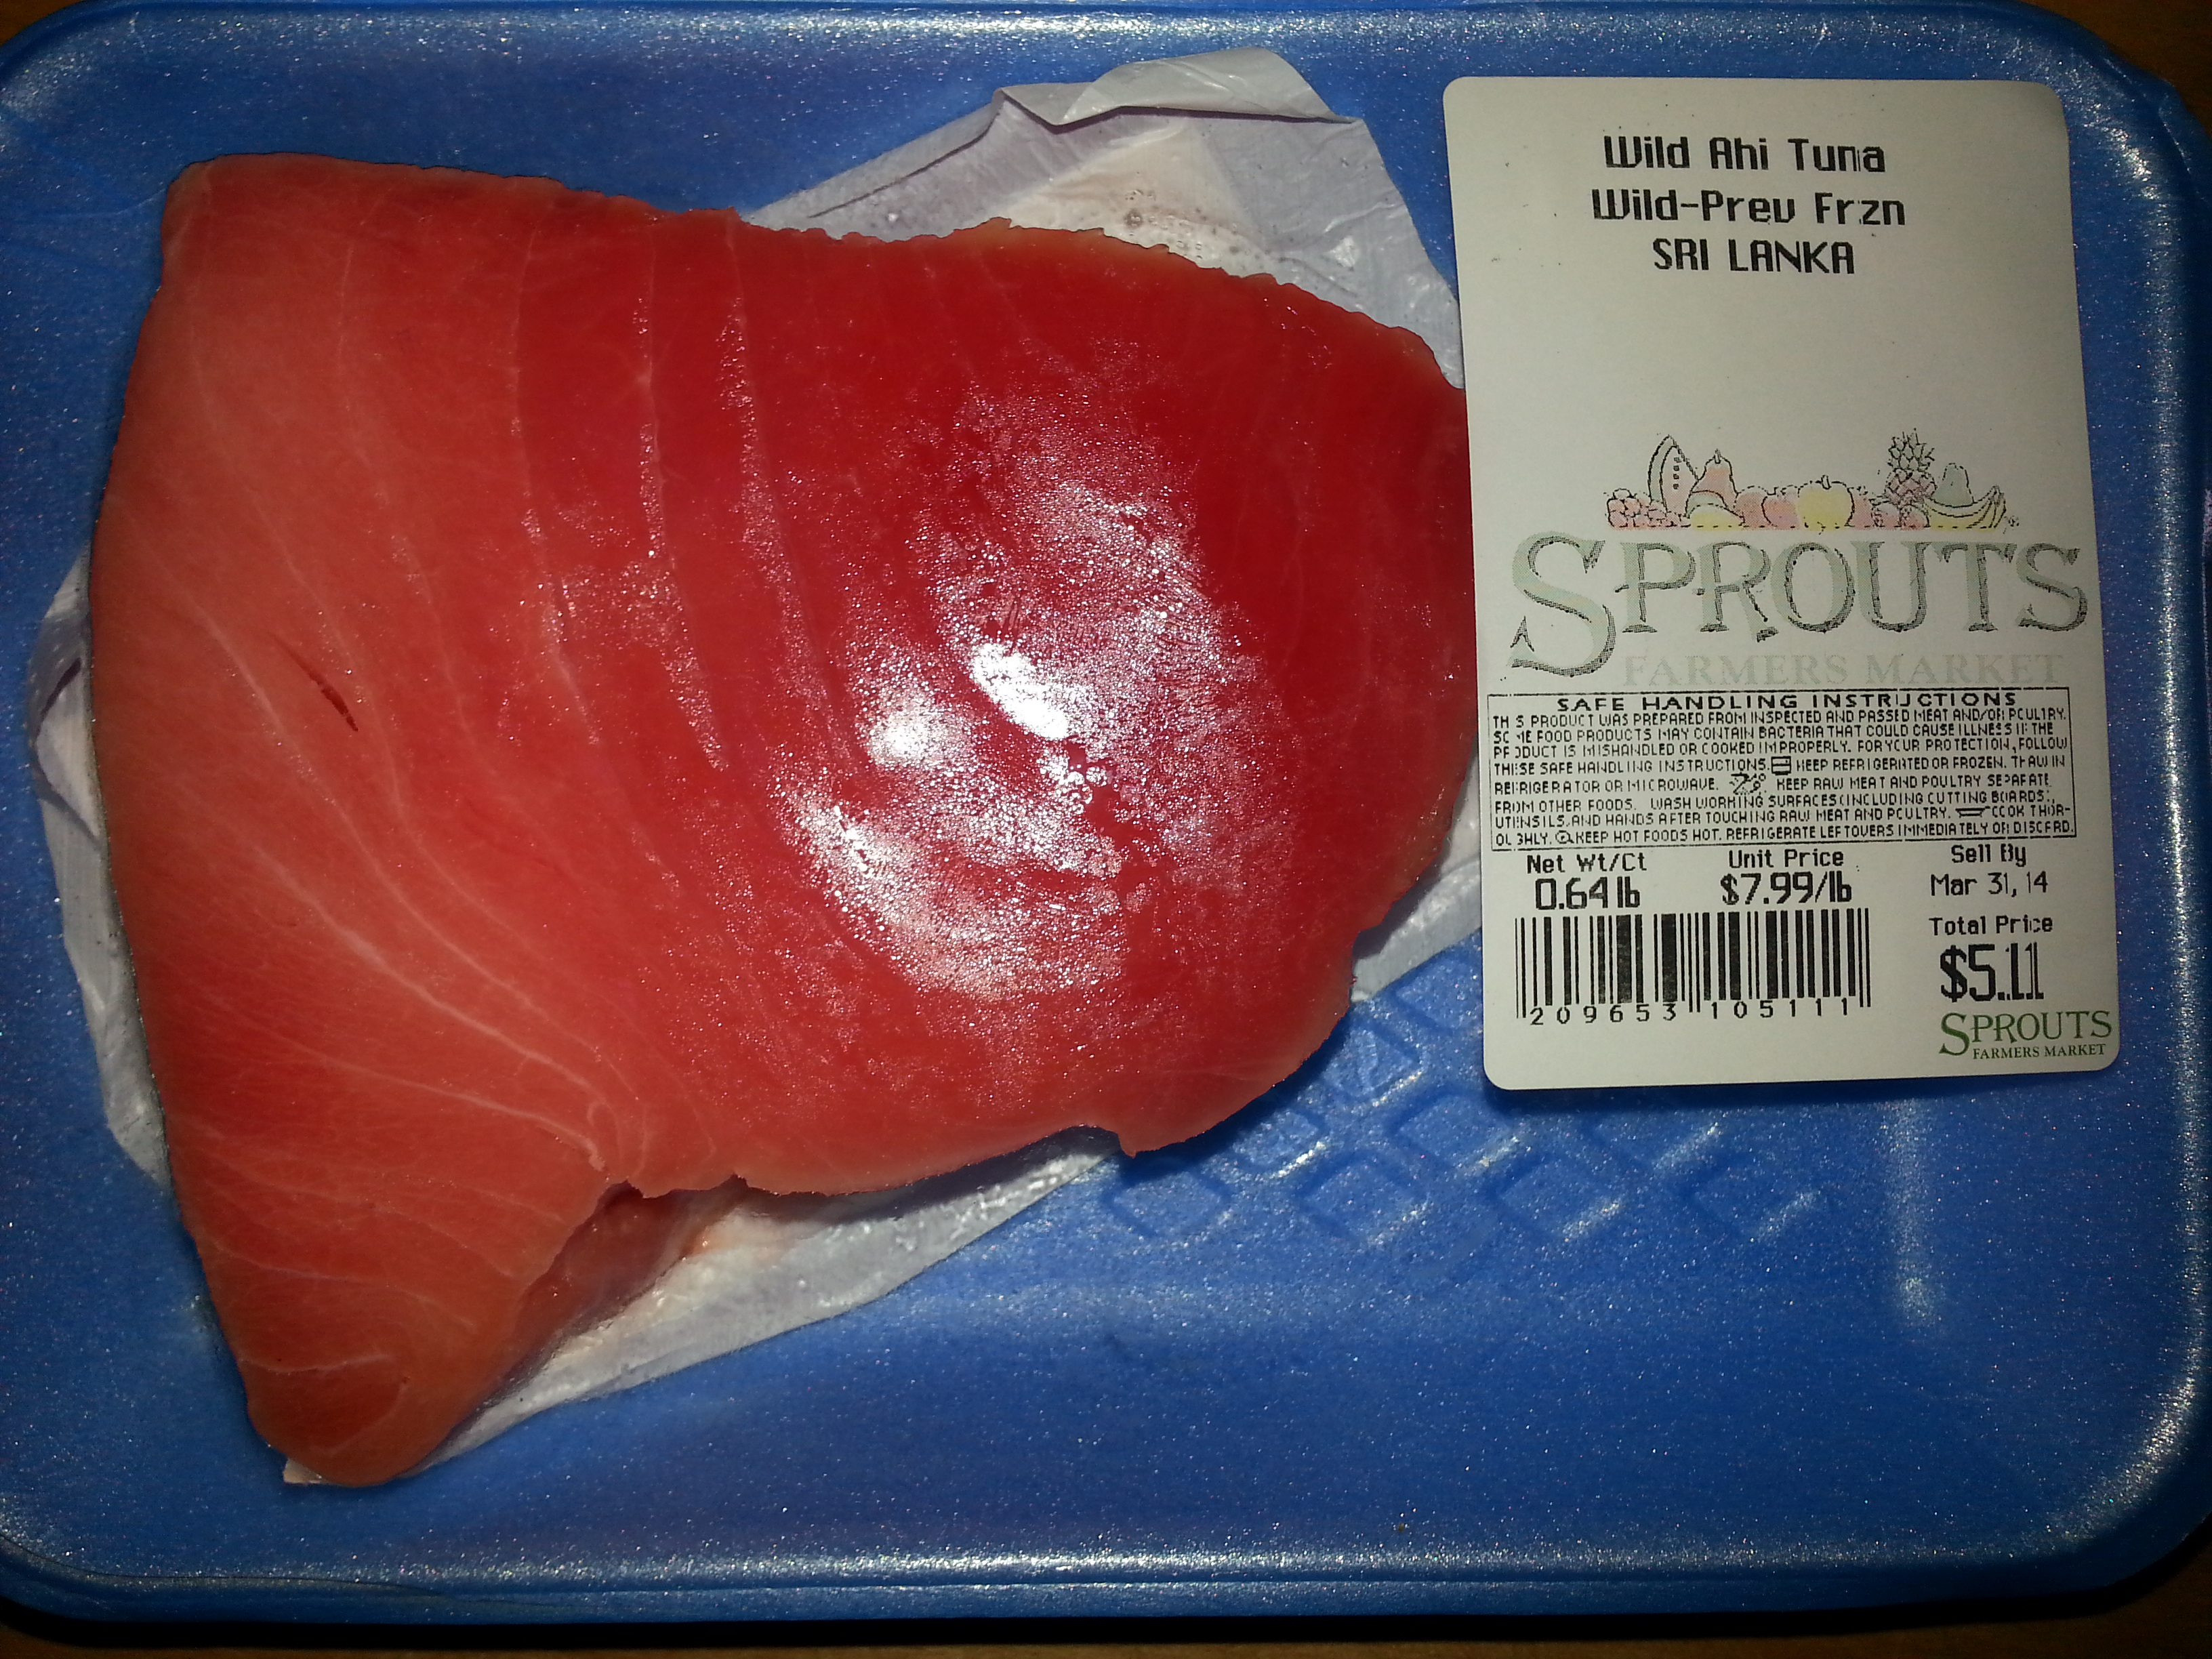 Wild Ahi Tuna
Wild-Prev Frzn
SRI LANKA
SPROUTS
FARMERS MARKET
SAFE HANDLING INSTRUCTIONS
THIS PRODUCT WAS PREPARED FROM INSPECTED AND PASSED MEAT AND/OR POULTRY.
SOME FOOD PRODUCTS MAY CONTAIN BACTERIA THAT COULD CAUSE ILLNESS IF THE
PRODUCT IS MISHANDLED OR COOKED IMPROPERLY. FOR YOUR PROTECTION, FOLLOW
THESE SAFE HANDLING INSTRUCTIONS. KEEP REFRIGERATED OR FROZEN. THAW IN
REFRIGERATOR OR MICROWAVE. KEEP RAW MEAT AND POULTRY SEPARATE
FROM OTHER FOODS. WASH WORKING SURFACES (INCLUDING CUTTING BOARDS),
UTENSILS, AND HANDS AFTER TOUCHING RAW MEAT AND POULTRY. COOK THOR-
OUGHLY. KEEP HOT FOODS HOT. REFRIGERATE LEFTOVERS IMMEDIATELY OR DISCARD.
Net Wt/Ct Unit Price Sell By
0.64 lb $7.99/lb Mar 31, 14
Total Price
$5.11
2 09653 10511 1
SPROUTS
FARMERS MARKET